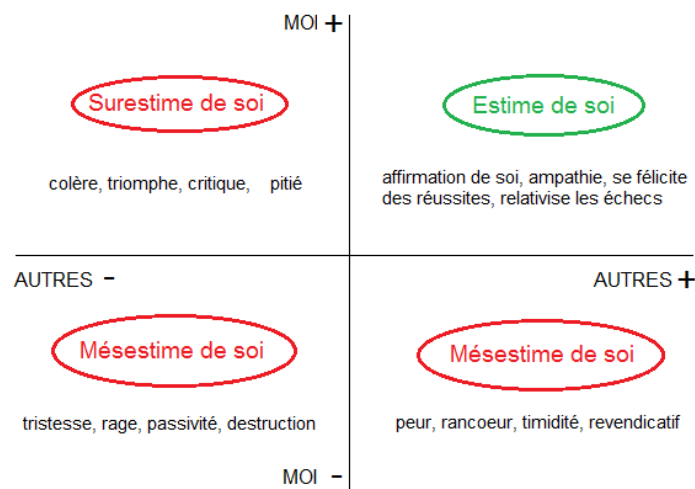 MOI +
Surestime de soi
Estime de soi
colère, triomphe, critique, pitié
affirmation de soi, ampathie, se félicite
des réussites, relativise les échecs
AUTRES -
AUTRES +
Mésestime de soi
Mésestime de soi
tristesse, rage, passivité, destruction
peur, rancoeur, timidité, revendicatif
MOI -